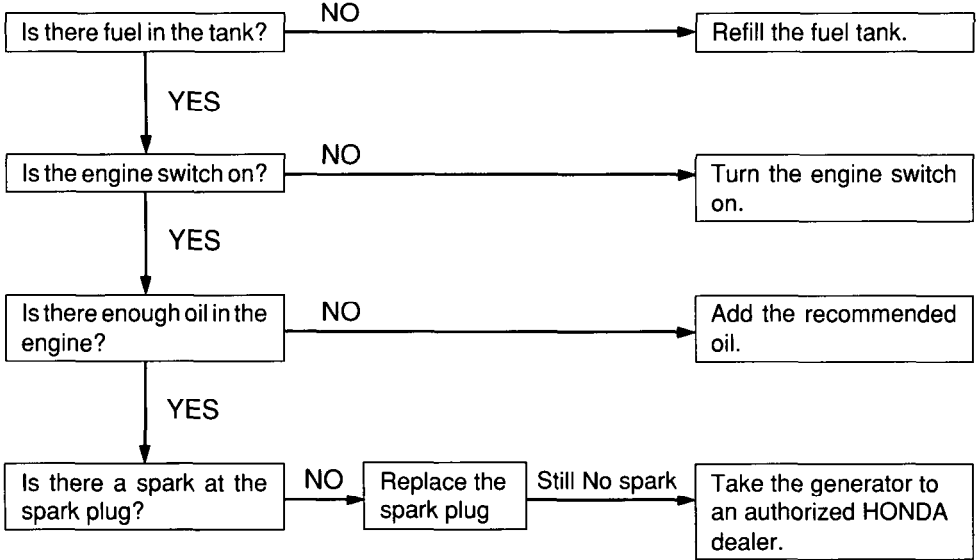 Is there fuel in the tank?
NO
Refill the fuel tank.
YES
Is the engine switch on?
NO
Turn the engine switch
on.
YES
Is there enough oil in the
engine?
NO
Add the recommended
oil.
YES
Is there a spark at the
spark plug?
NO
Replace the
spark plug
Still No spark
Take the generator to
an authorized HONDA
dealer.